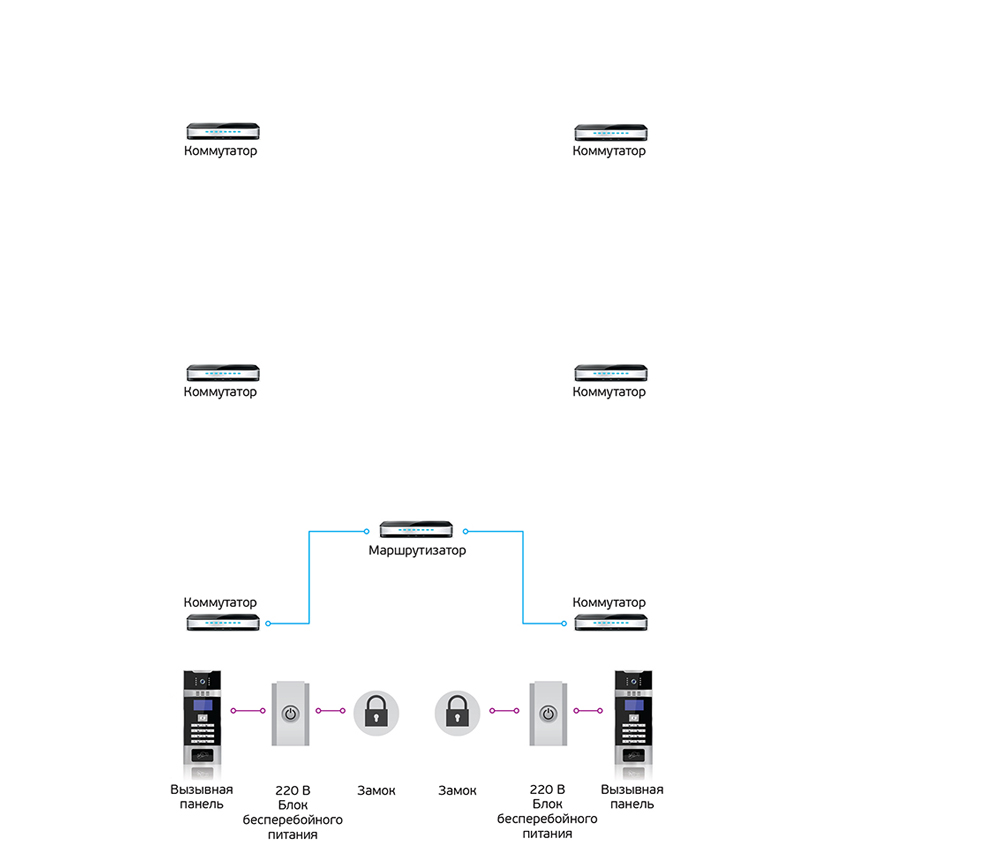 Коммутатор
Коммутатор
Коммутатор
Коммутатор
Маршрутизатор
Коммутатор
Коммутатор
Вызывная
панель
220 В
Блок
бесперебойного
питания
Замок
Замок
220 В
Блок
бесперебойного
питания
Вызывная
панель